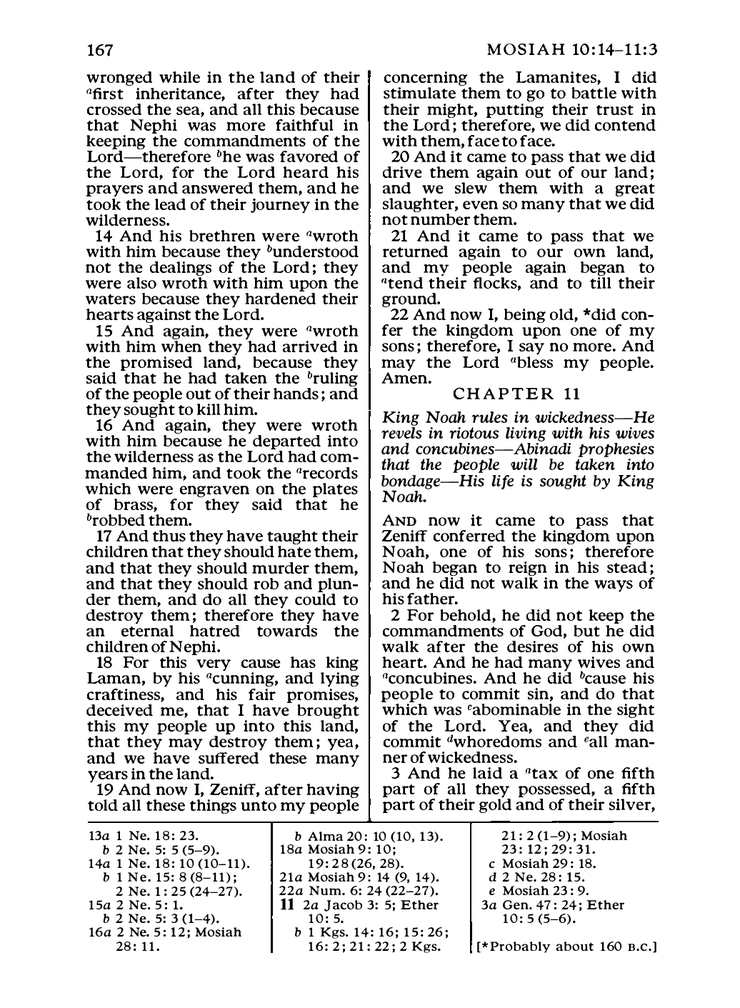 167
MOSIAH 10:14–11:3
wronged while in the land of their
ᵃfirst inheritance, after they had
crossed the sea, and all this because
that Nephi was more faithful in
keeping the commandments of the
Lord—therefore ᵇhe was favored of
the Lord, for the Lord heard his
prayers and answered them, and he
took the lead of their journey in the
wilderness.
14 And his brethren were ᵃwroth
with him because they ᵇunderstood
not the dealings of the Lord; they
were also wroth with him upon the
waters because they hardened their
hearts against the Lord.
15 And again, they were ᵃwroth
with him when they had arrived in
the promised land, because they
said that he had taken the ᵇruling
of the people out of their hands; and
they sought to kill him.
16 And again, they were wroth
with him because he departed into
the wilderness as the Lord had com-
manded him, and took the ᵃrecords
which were engraven on the plates
of brass, for they said that he
ᵇrobbed them.
17 And thus they have taught their
children that they should hate them,
and that they should murder them,
and that they should rob and plun-
der them, and do all they could to
destroy them; therefore they have
an eternal hatred towards the
children of Nephi.
18 For this very cause has king
Laman, by his ᵃcunning, and lying
craftiness, and his fair promises,
deceived me, that I have brought
this my people up into this land,
that they may destroy them; yea,
and we have suffered these many
years in the land.
19 And now I, Zeniff, after having
told all these things unto my people
concerning the Lamanites, I did
stimulate them to go to battle with
their might, putting their trust in
the Lord; therefore, we did contend
with them, face to face.
20 And it came to pass that we did
drive them again out of our land;
and we slew them with a great
slaughter, even so many that we did
not number them.
21 And it came to pass that we
returned again to our own land,
and my people again began to
ᵃtend their flocks, and to till their
ground.
22 And now I, being old, *did con-
fer the kingdom upon one of my
sons; therefore, I say no more. And
may the Lord ᵃbless my people.
Amen.
CHAPTER 11
King Noah rules in wickedness—He
revels in riotous living with his wives
and concubines—Abinadi prophesies
that the people will be taken into
bondage—His life is sought by King
Noah.
AND now it came to pass that
Zeniff conferred the kingdom upon
Noah, one of his sons; therefore
Noah began to reign in his stead;
and he did not walk in the ways of
his father.
2 For behold, he did not keep the
commandments of God, but he did
walk after the desires of his own
heart. And he had many wives and
ᵃconcubines. And he did ᵇcause his
people to commit sin, and do that
which was ᶜabominable in the sight
of the Lord. Yea, and they did
commit ᵈwhoredoms and ᵉall man-
ner of wickedness.
3 And he laid a ᵃtax of one fifth
part of all they possessed, a fifth
part of their gold and of their silver,
13a 1 Ne. 18: 23.
b 2 Ne. 5: 5 (5–9).
14a 1 Ne. 18: 10 (10–11).
b 1 Ne. 15: 8 (8–11);
2 Ne. 1: 25 (24–27).
15a 2 Ne. 5: 1.
b 2 Ne. 5: 3 (1–4).
16a 2 Ne. 5: 12; Mosiah
28: 11.
b Alma 20: 10 (10, 13).
18a Mosiah 9: 10;
19: 28 (26, 28).
21a Mosiah 9: 14 (9, 14).
22a Num. 6: 24 (22–27).
11 2a Jacob 3: 5; Ether
10: 5.
b 1 Kgs. 14: 16; 15: 26;
16: 2; 21: 22; 2 Kgs.
21: 2 (1–9); Mosiah
23: 12; 29: 31.
c Mosiah 29: 18.
d 2 Ne. 28: 15.
e Mosiah 23: 9.
3a Gen. 47: 24; Ether
10: 5 (5–6).
[*Probably about 160 B.C.]